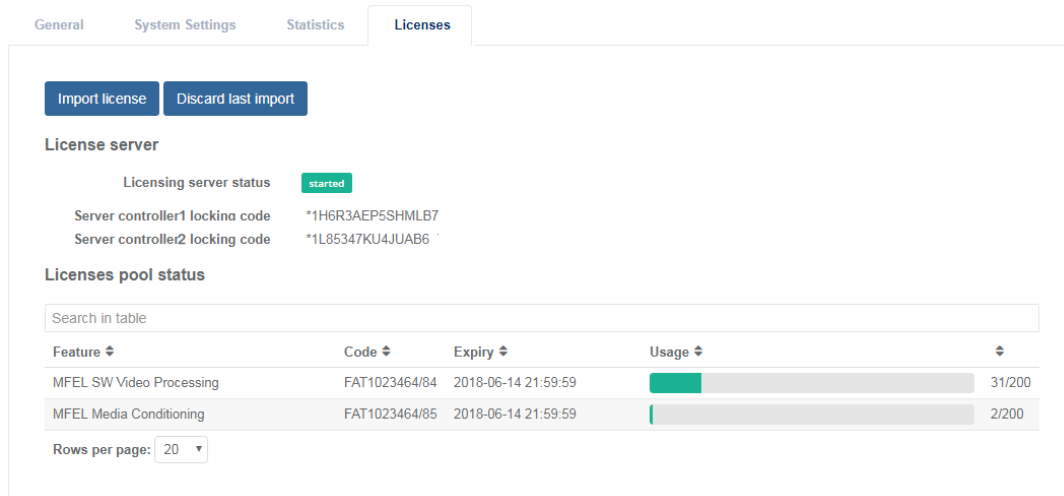 General System Settings Statistics Licenses
Import license Discard last import
License server
Licensing server status started
Server controller1 locking code *1H6R3AEP5SHMLB7
Server controller2 locking code *1L85347KU4JUAB6
Licenses pool status
Search in table
Feature Code Expiry Usage
MFEL SW Video Processing FAT1023464/84 2018-06-14 21:59:59 31/200
MFEL Media Conditioning FAT1023464/85 2018-06-14 21:59:59 2/200
Rows per page: 20